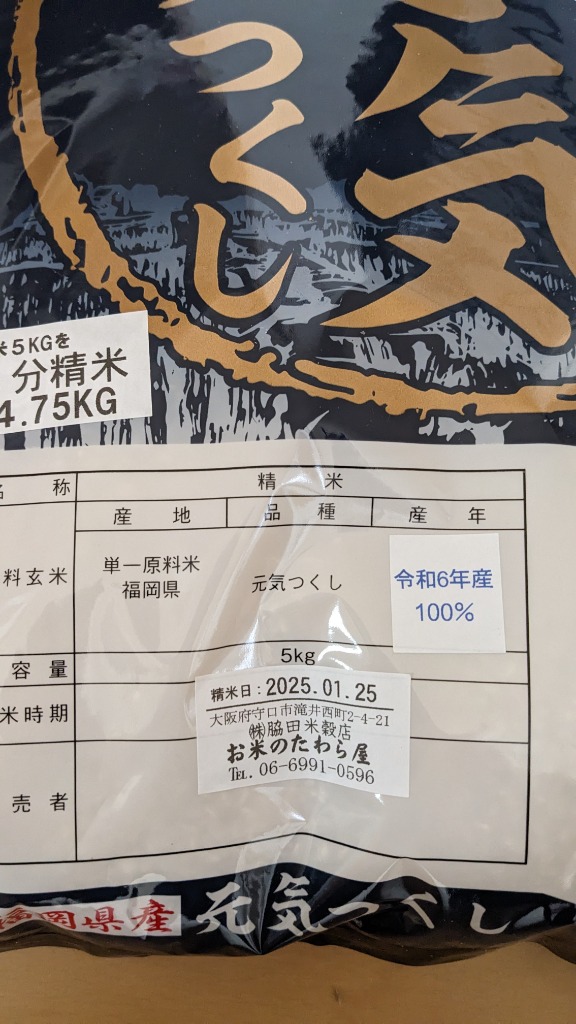 つくし
気
米5KGを
分精米
4.75KG
名 称
精 米
産 地
品 種
産 年
料玄米
単一原料米
福岡県
元気つくし
令和6年産
100%
容 量
5kg
米時期
精米日：2025.01.25
大阪府守口市滝井西町2-4-21
㈱脇田米穀店
お米のたわら屋
TEL. 06-6991-0596
売 者
福岡県産
元気つくし